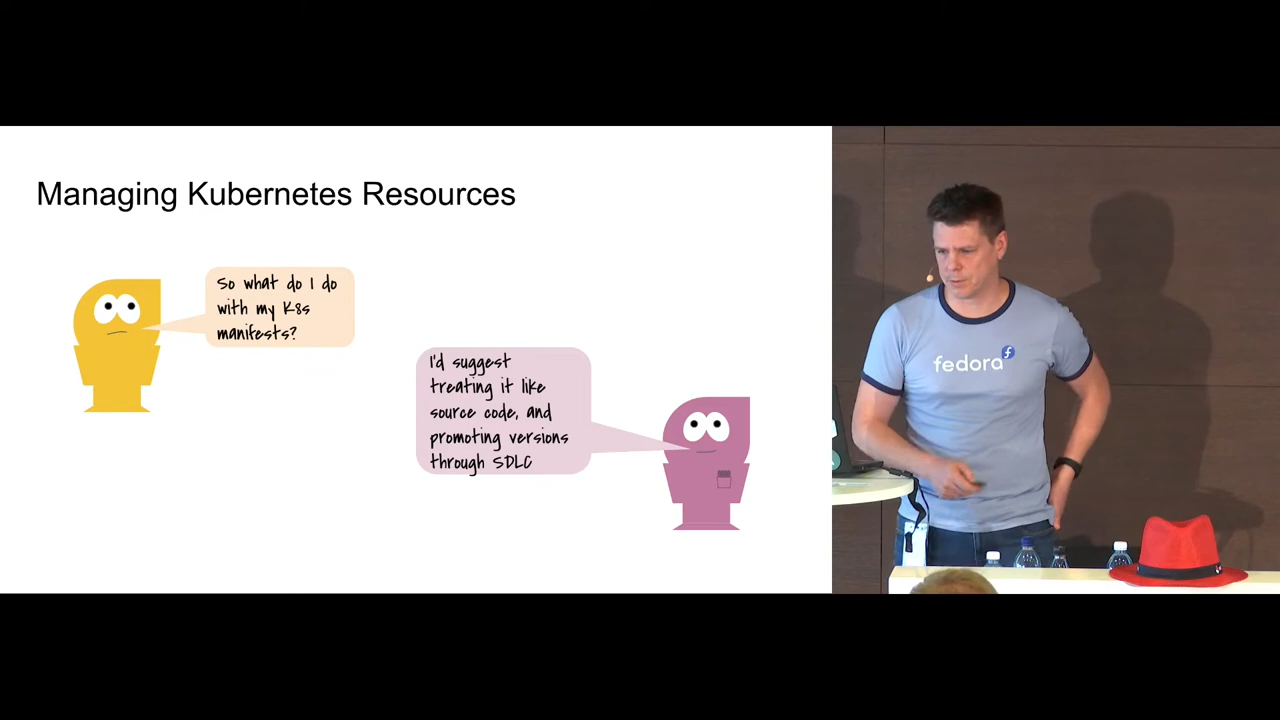 Managing Kubernetes Resources
So what do I do
with my K8s
manifests?
I'd suggest
treating it like
source code, and
promoting versions
through SDLC
fedora